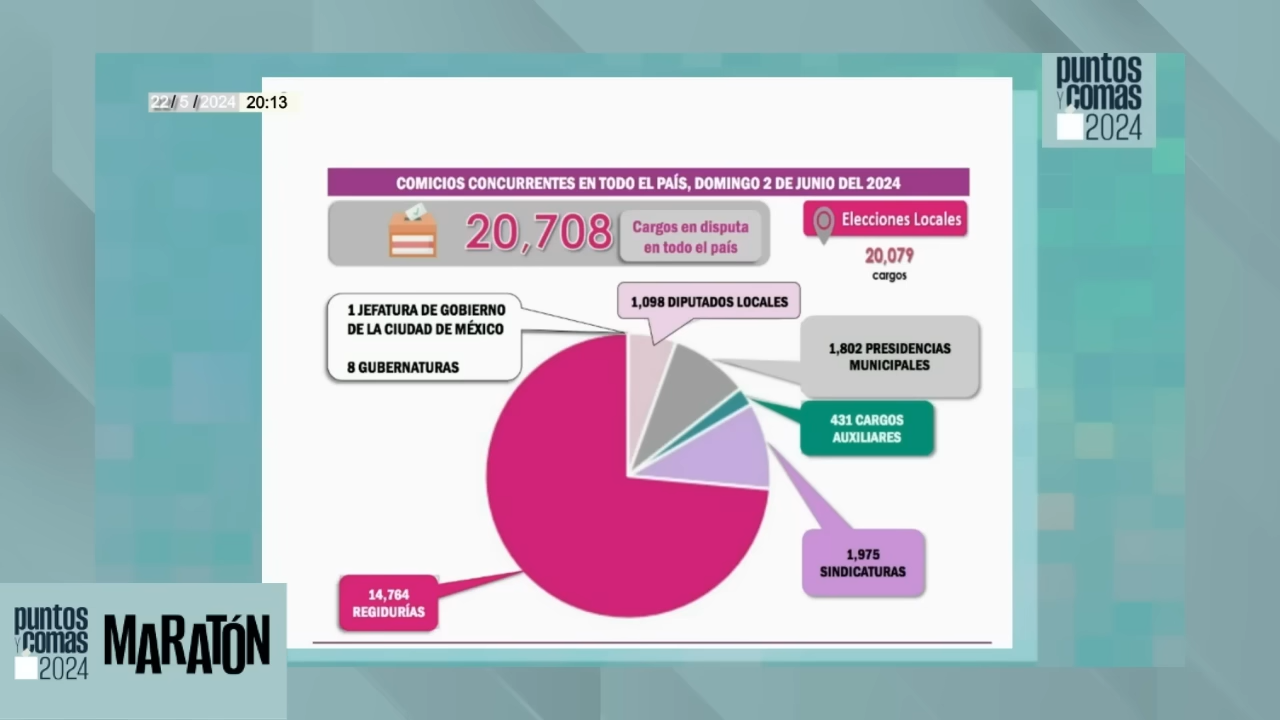 22/ 5 /2024 20:13
puntos
y comas
2024
COMICIOS CONCURRENTES EN TODO EL PAÍS, DOMINGO 2 DE JUNIO DEL 2024
20,708
Cargos en disputa
en todo el país
Elecciones Locales
20,079
cargos
1 JEFATURA DE GOBIERNO
DE LA CIUDAD DE MÉXICO
8 GUBERNATURAS
1,098 DIPUTADOS LOCALES
1,802 PRESIDENCIAS
MUNICIPALES
431 CARGOS
AUXILIARES
1,975
SINDICATURAS
14,764
REGIDURÍAS
puntos
y comas
2024
MARATÓN